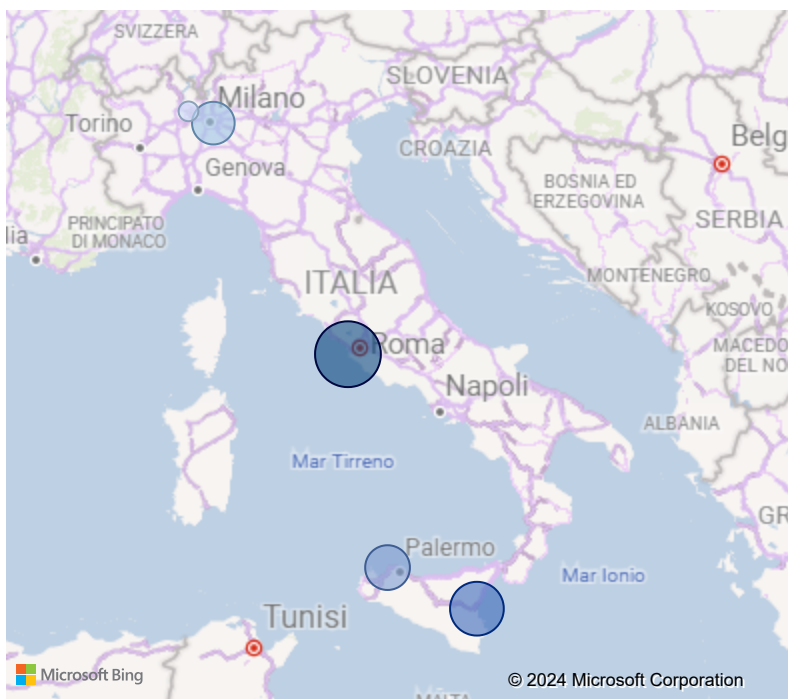 SVIZZERA
SLOVENIA
Milano
Torino
CROAZIA
Belg
Genova
BOSNIA ED
ERZEGOVINA
SERBIA
PRINCIPATO
DI MONACO
lia
ITALIA
MONTENEGRO
KOSOVO
Roma
MACEDO
DEL NO
Napoli
ALBANIA
Mar Tirreno
GR
Palermo
Mar Ionio
Tunisi
Microsoft Bing
© 2024 Microsoft Corporation
MALTA